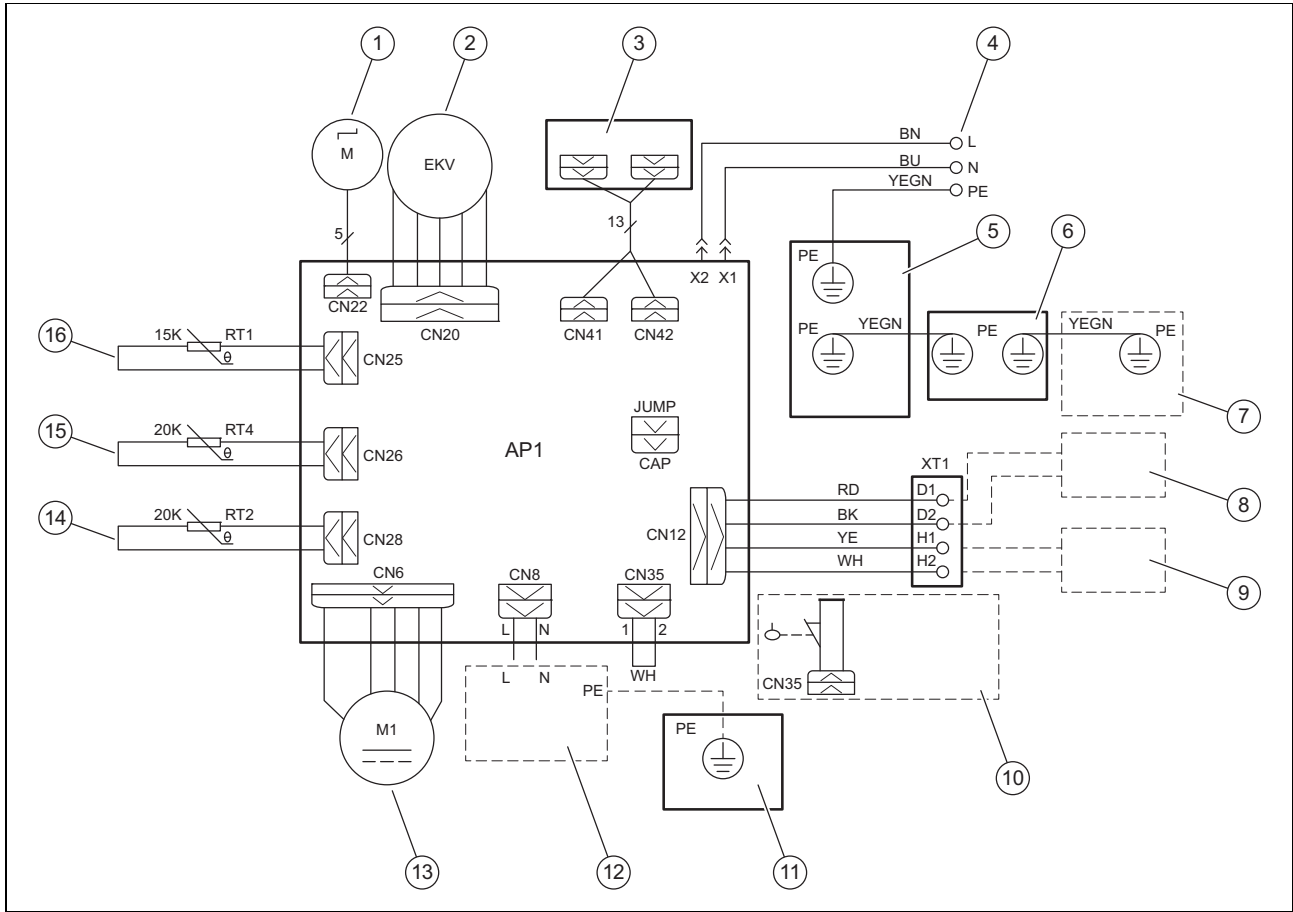 1
2
3
4
M
EKV
BN
L
BU
N
YEGN
PE
5
13
5
6
PE
X2
X1
CN22
CN20
CN41
CN42
PE
YEGN
PE
YEGN
PE
16
15K
RT1
θ
CN25
7
15
20K
RT4
θ
CN26
JUMP
CAP
AP1
XT1
8
14
20K
RT2
θ
CN28
CN12
RD
D1
BK
D2
YE
H1
WH
H2
9
CN6
CN8
CN35
L
N
1
2
L
N
WH
PE
CN35
10
M1
PE
13
12
11